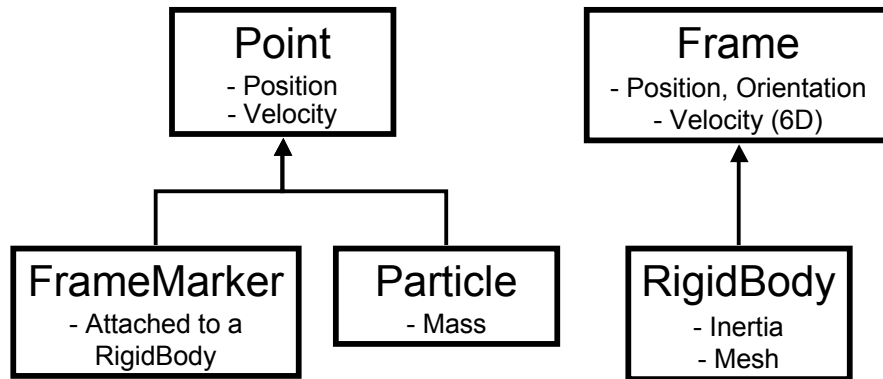 Point
- Position
- Velocity
Frame
- Position, Orientation
- Velocity (6D)
FrameMarker
- Attached to a
RigidBody
Particle
- Mass
RigidBody
- Inertia
- Mesh